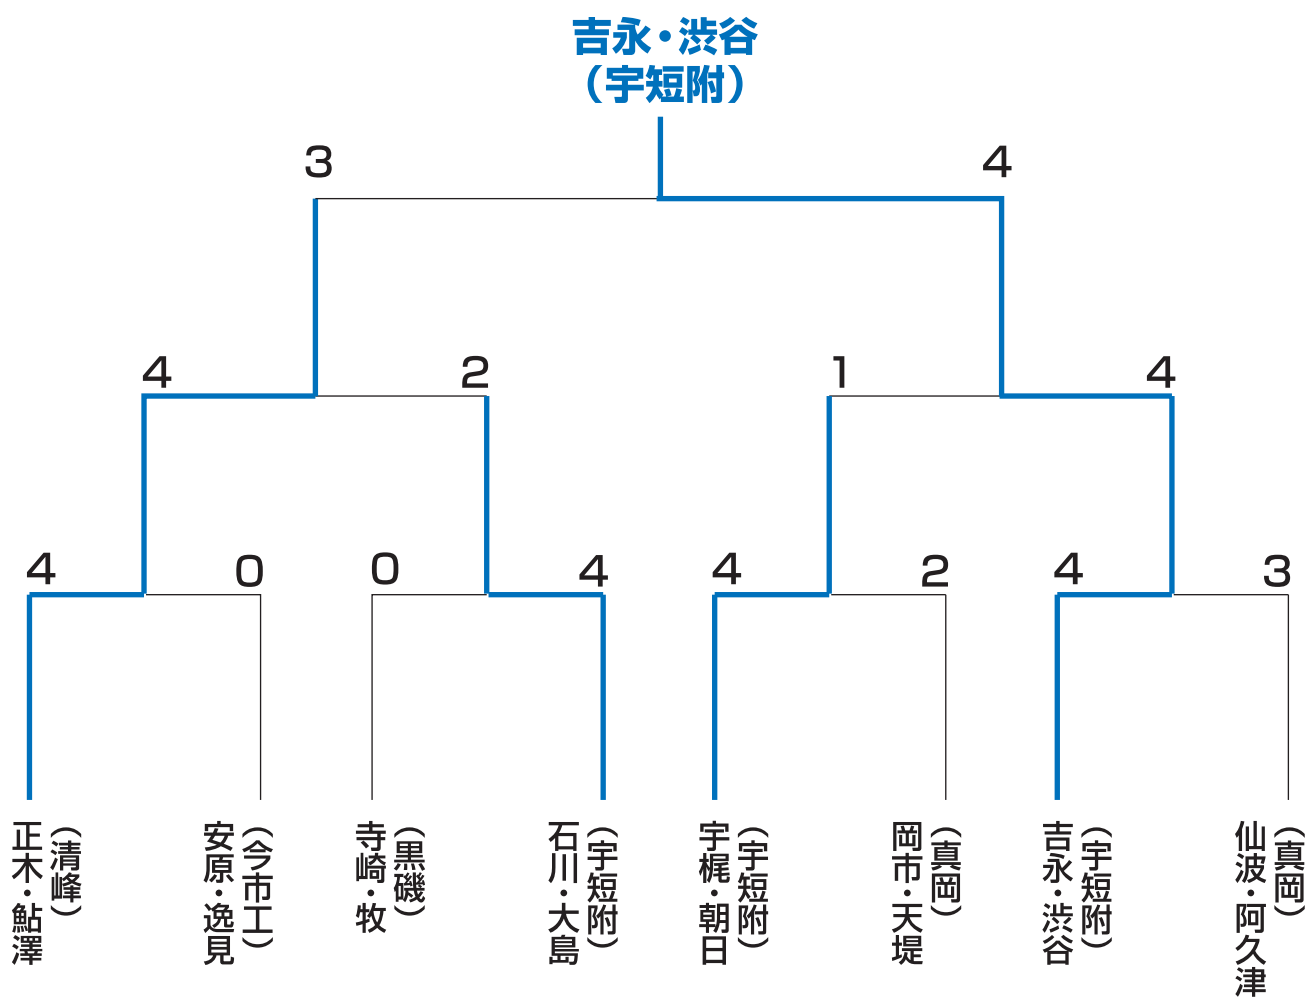 吉永・渋谷
（宇短附）
3
4
4
2
1
4
4
0
0
4
4
2
4
3
正木・鮎澤
（清峰）
安原・逸見
（今市工）
寺崎・牧
（黒磯）
石川・大島
（宇短附）
宇梶・朝日
（宇短附）
岡市・天堤
（真岡）
吉永・渋谷
（宇短附）
仙波・阿久津
（真岡）